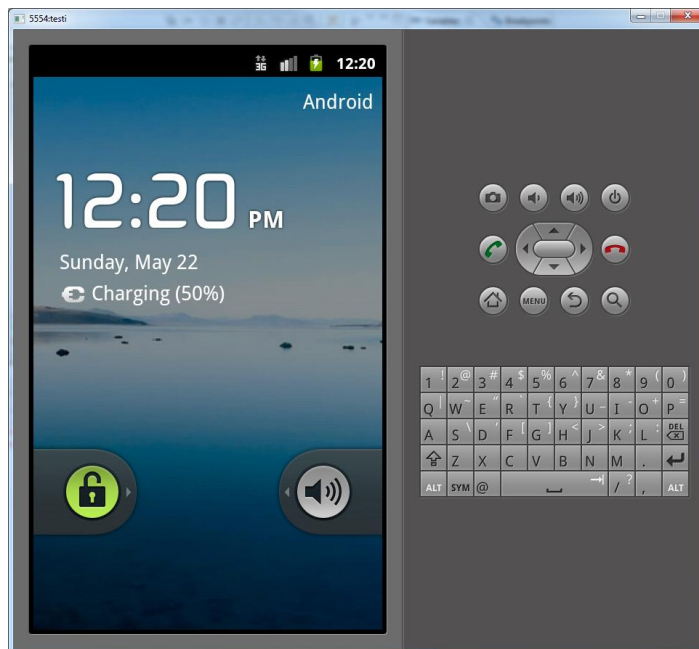 5554:testi
3G 12:20
Android
12:20 PM
Sunday, May 22
Charging (50%)
MENU
1 ! 2 @ 3 # 4 $ 5 % 6 ^ 7 & 8 * 9 ( 0 )
Q | W ~ E " R ` T { Y } U _ I - O + P =
A S \ D ' F [ G ] H < J > K ; L : DEL
Z X C V B N M .
ALT SYM @ / ? , ALT